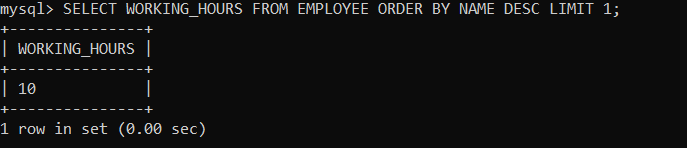 mysql> SELECT WORKING_HOURS FROM EMPLOYEE ORDER BY NAME DESC LIMIT 1;
+---------------+
| WORKING_HOURS |
+---------------+
| 10            |
+---------------+
1 row in set (0.00 sec)